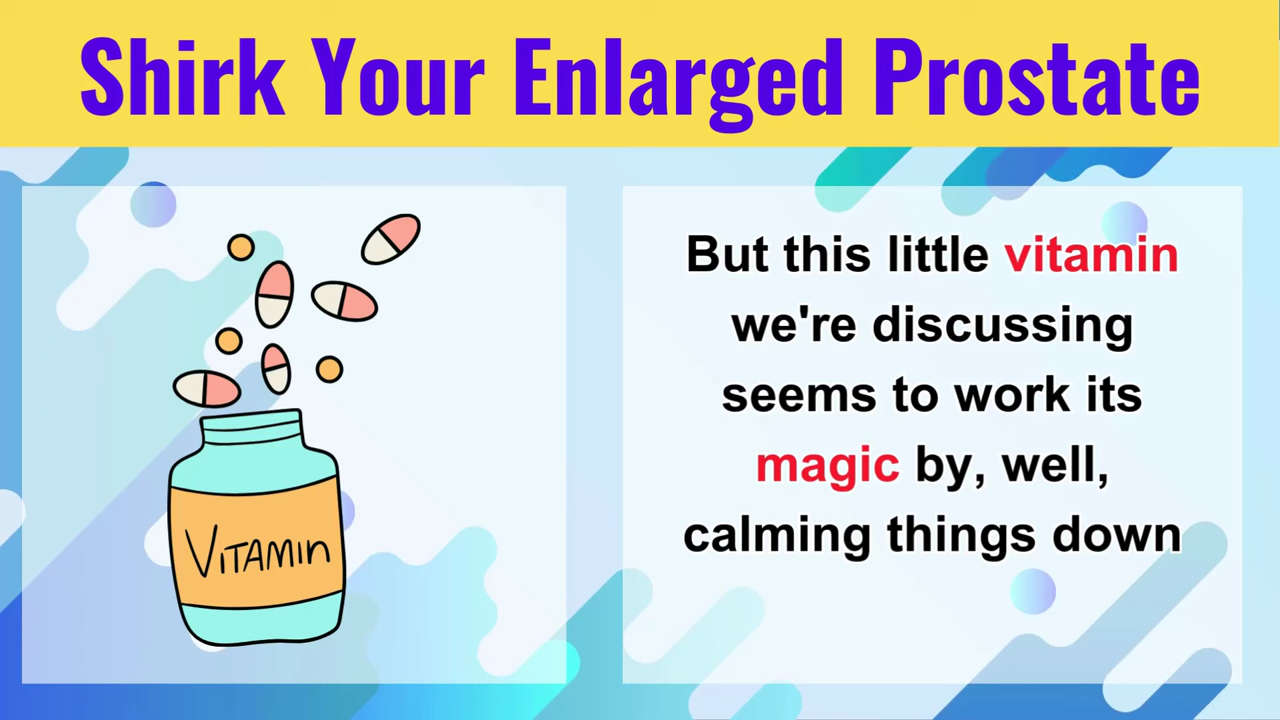 Shirk Your Enlarged Prostate
VITAMIN
But this little vitamin
we're discussing
seems to work its
magic by, well,
calming things down